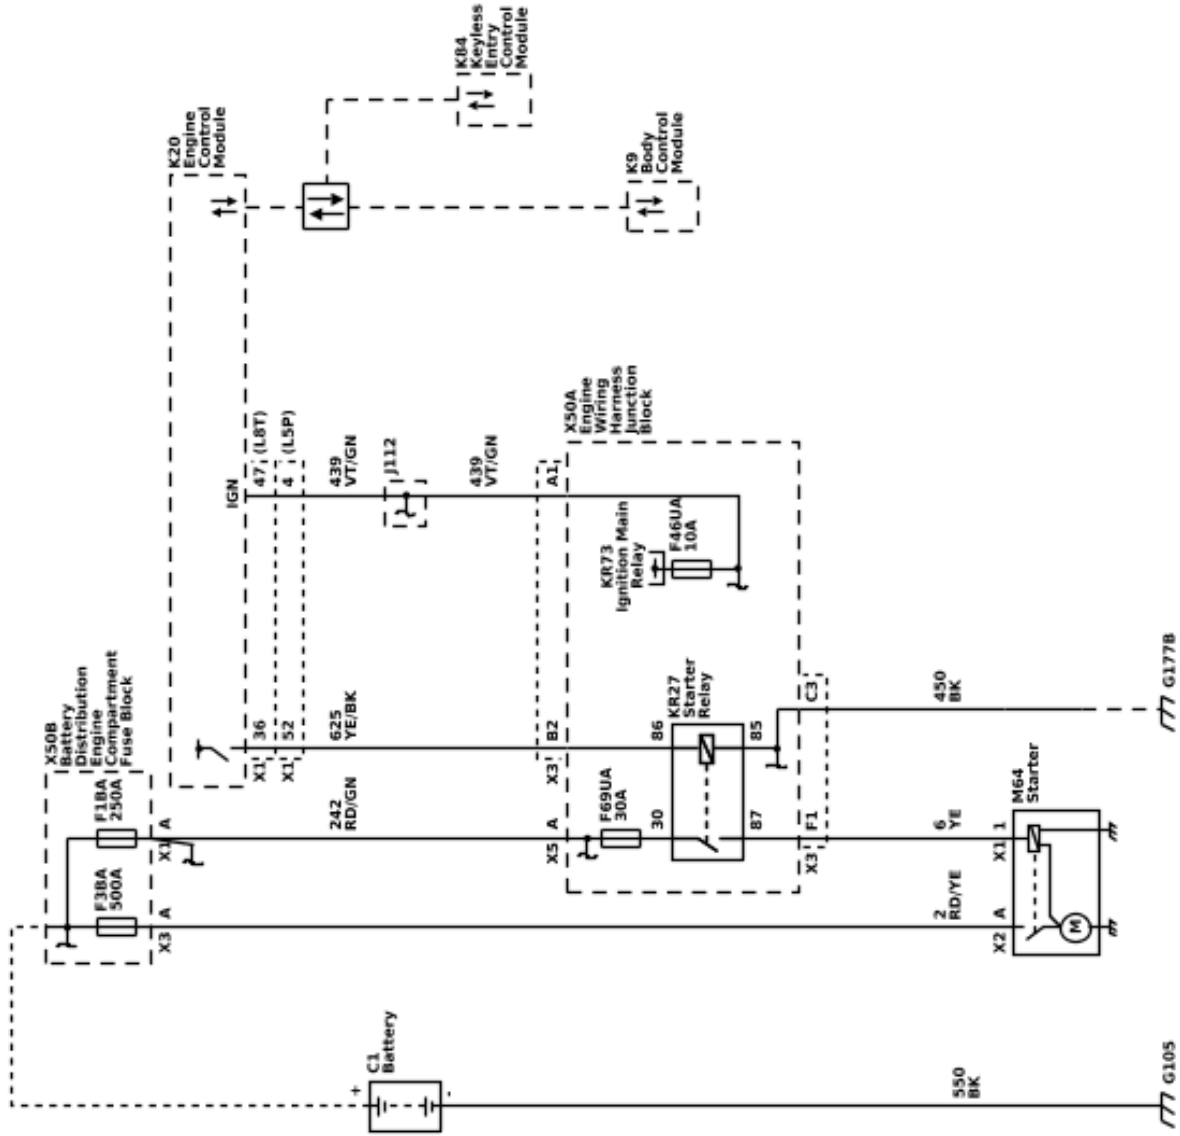 K84
Keyless
Entry
Control
Module
K20
Engine
Control
Module
K9
Body
Control
Module
X50A
Engine
Wiring
Harness
Junction
Block
IGN
47 (L8T)
4 (L5P)
439
VT/GN
J112
439
VT/GN
A1
KR73
Ignition Main
Relay
F46UA
10A
X50B
Battery
Distribution
Engine
Compartment
Fuse Block
F18A
250A
F38A
500A
X1 A
X3 A
X1 36
X1 52
625
YE/BK
242
RD/GN
X3 B2
X5 A
F69UA
30A
KR27
Starter
Relay
86
85
30
87
C3
X3 F1
450
BK
G177B
M64
Starter
6
YE
X1 1
2
RD/YE
X2 A
M
C1
Battery
+
-
550
BK
G105